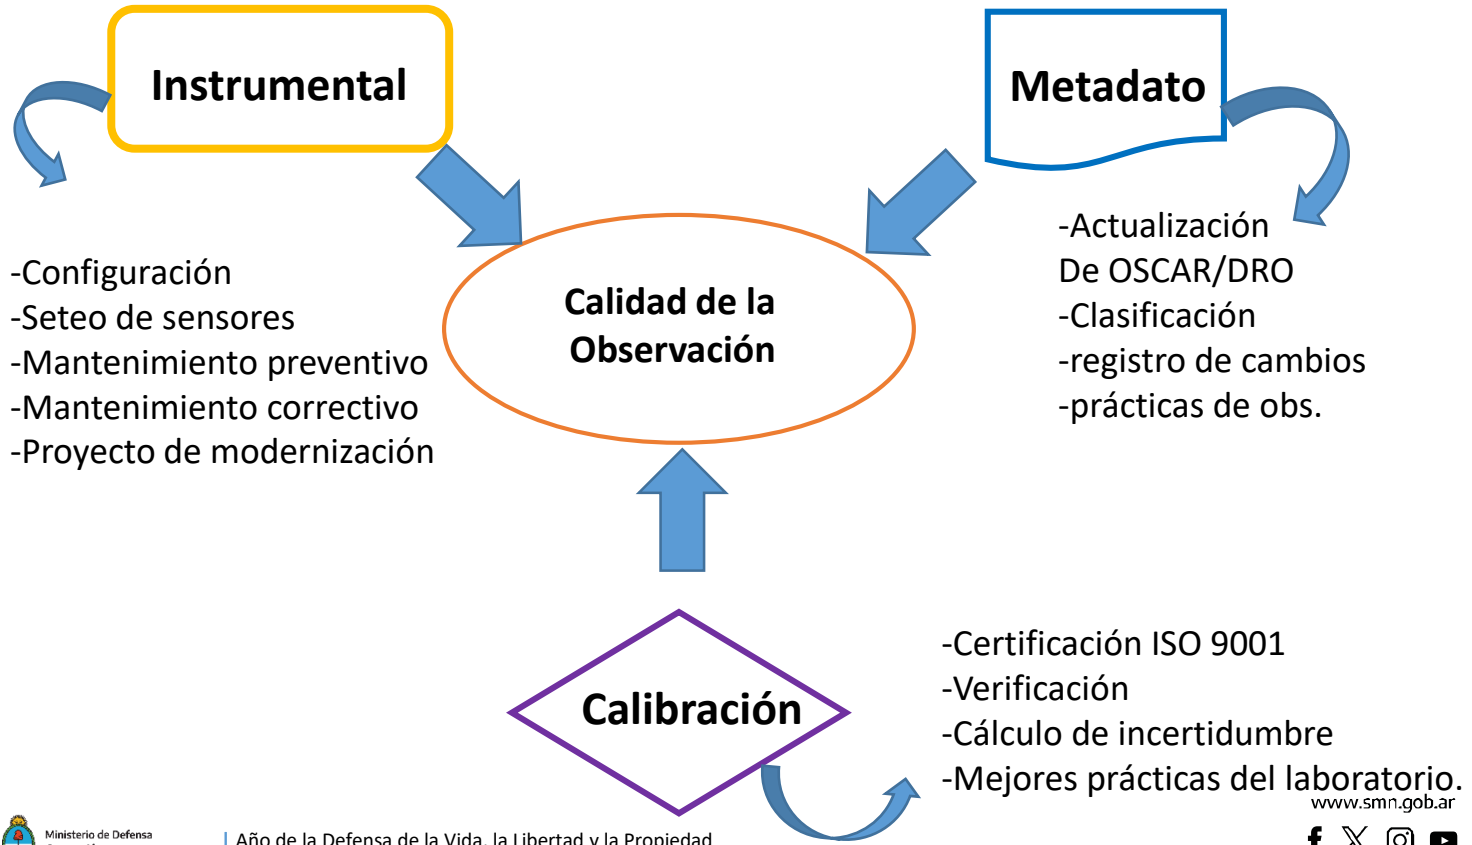 Instrumental
Metadato
-Configuración
-Seteo de sensores
-Mantenimiento preventivo
-Mantenimiento correctivo
-Proyecto de modernización
Calidad de la
Observación
-Actualización
De OSCAR/DRO
-Clasificación
-registro de cambios
-prácticas de obs.
Calibración
-Certificación ISO 9001
-Verificación
-Cálculo de incertidumbre
-Mejores prácticas del laboratorio.
www.smn.gob.ar
Ministerio de Defensa
Año de la Defensa de la Vida, la Libertad y la Propiedad